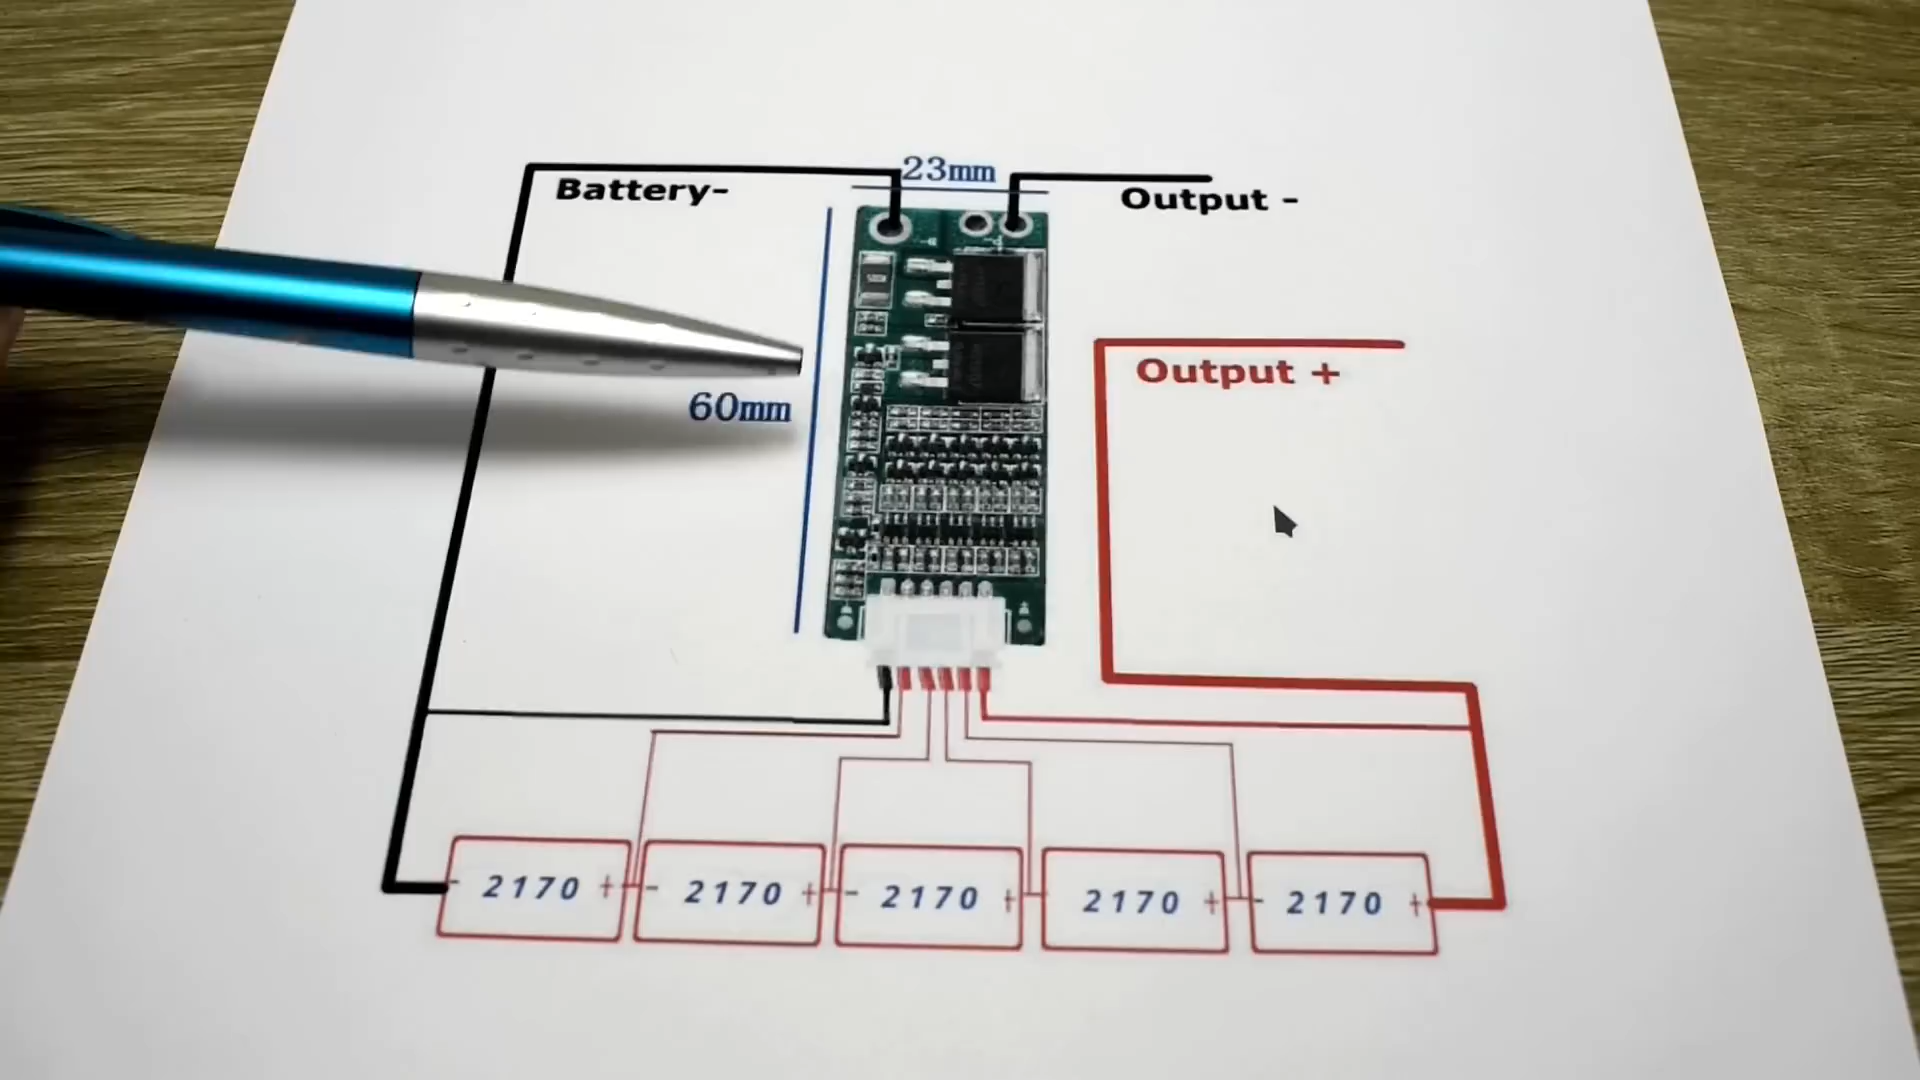 23mm
Battery-
Output -
Output +
60mm
- 2170 +
- 2170 +
- 2170 +
2170 +
- 2170 +